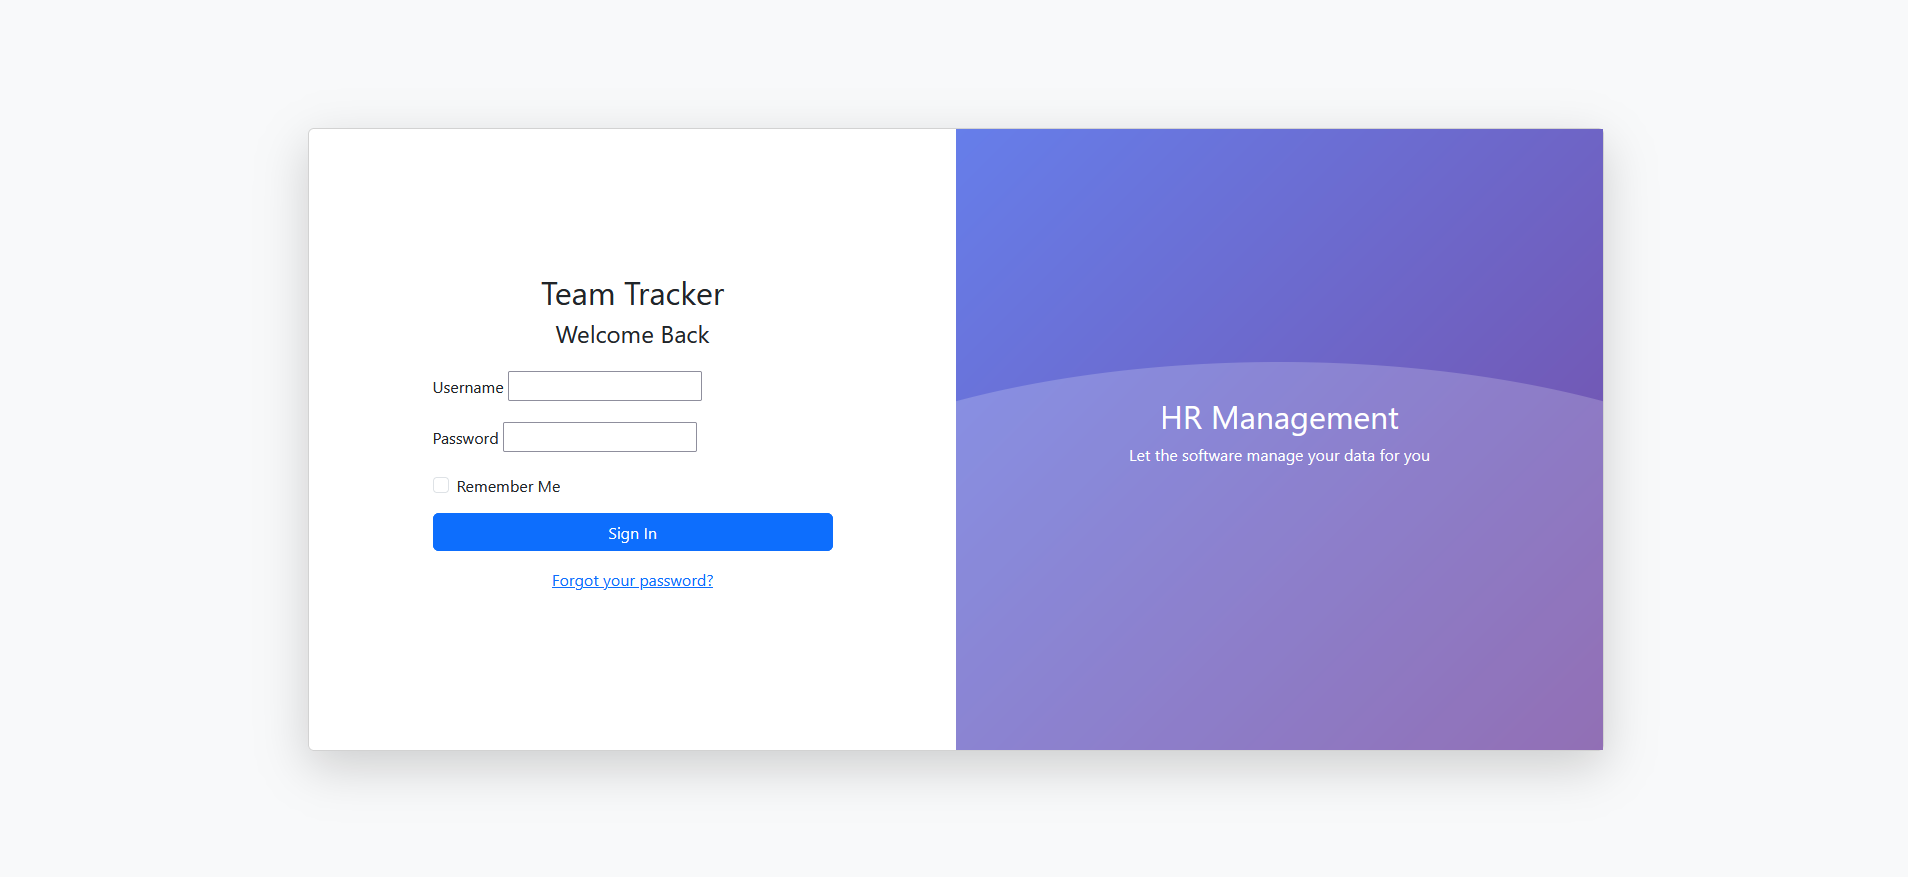 Team Tracker
Welcome Back
Username
Password
Remember Me
Sign In
Forgot your password?
HR Management
Let the software manage your data for you